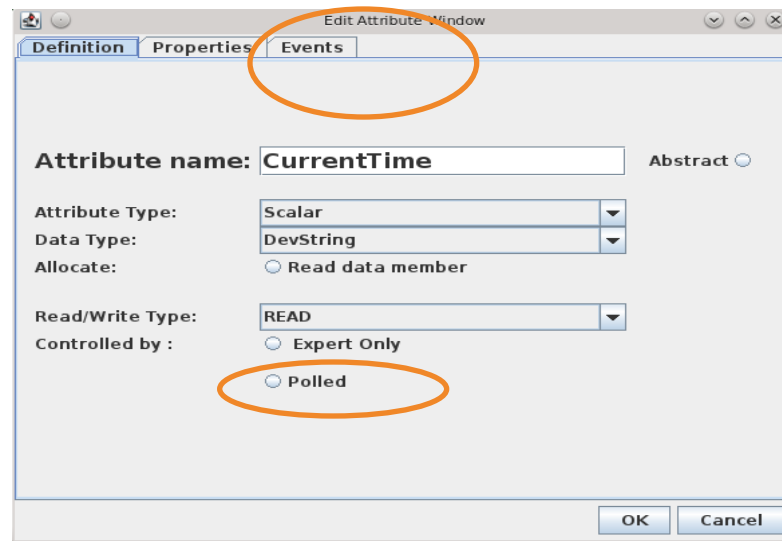 Edit Attribute Window
Definition Properties Events
Attribute name: CurrentTime Abstract
Attribute Type: Scalar
Data Type: DevString
Allocate: Read data member
Read/Write Type: READ
Controlled by : Expert Only
Polled
OK Cancel